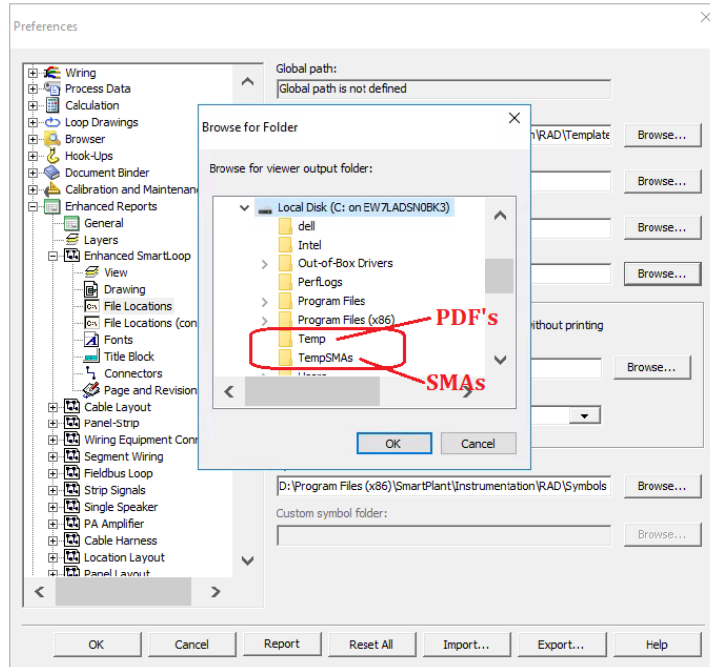 Preferences
Wiring
Process Data
Calculation
Loop Drawings
Browser
Hook-Ups
Document Binder
Calibration and Maintenan
Enhanced Reports
General
Layers
Enhanced SmartLoop
View
Drawing
File Locations
File Locations (con
Fonts
Title Block
Connectors
Page and Revision
Cable Layout
Panel-Strip
Wiring Equipment Conn
Segment Wiring
Fieldbus Loop
Strip Signals
Single Speaker
PA Amplifier
Cable Harness
Location Layout
Panel Layout
Global path:
Global path is not defined
n\RAD\Template
Browse...
Browse...
Browse...
Browse...
ithout printing
Browse...
D:\Program Files (x86)\SmartPlant\Instrumentation\RAD\Symbols
Browse...
Custom symbol folder:
Browse...
Browse for Folder
Browse for viewer output folder:
Local Disk (C: on EW7LADSN0BK3)
dell
Intel
Out-of-Box Drivers
PerfLogs
Program Files
Program Files (x86)
Temp
TempSMAs
Users
PDF's
SMAs
OK
Cancel
OK
Cancel
Report
Reset All
Import...
Export...
Help